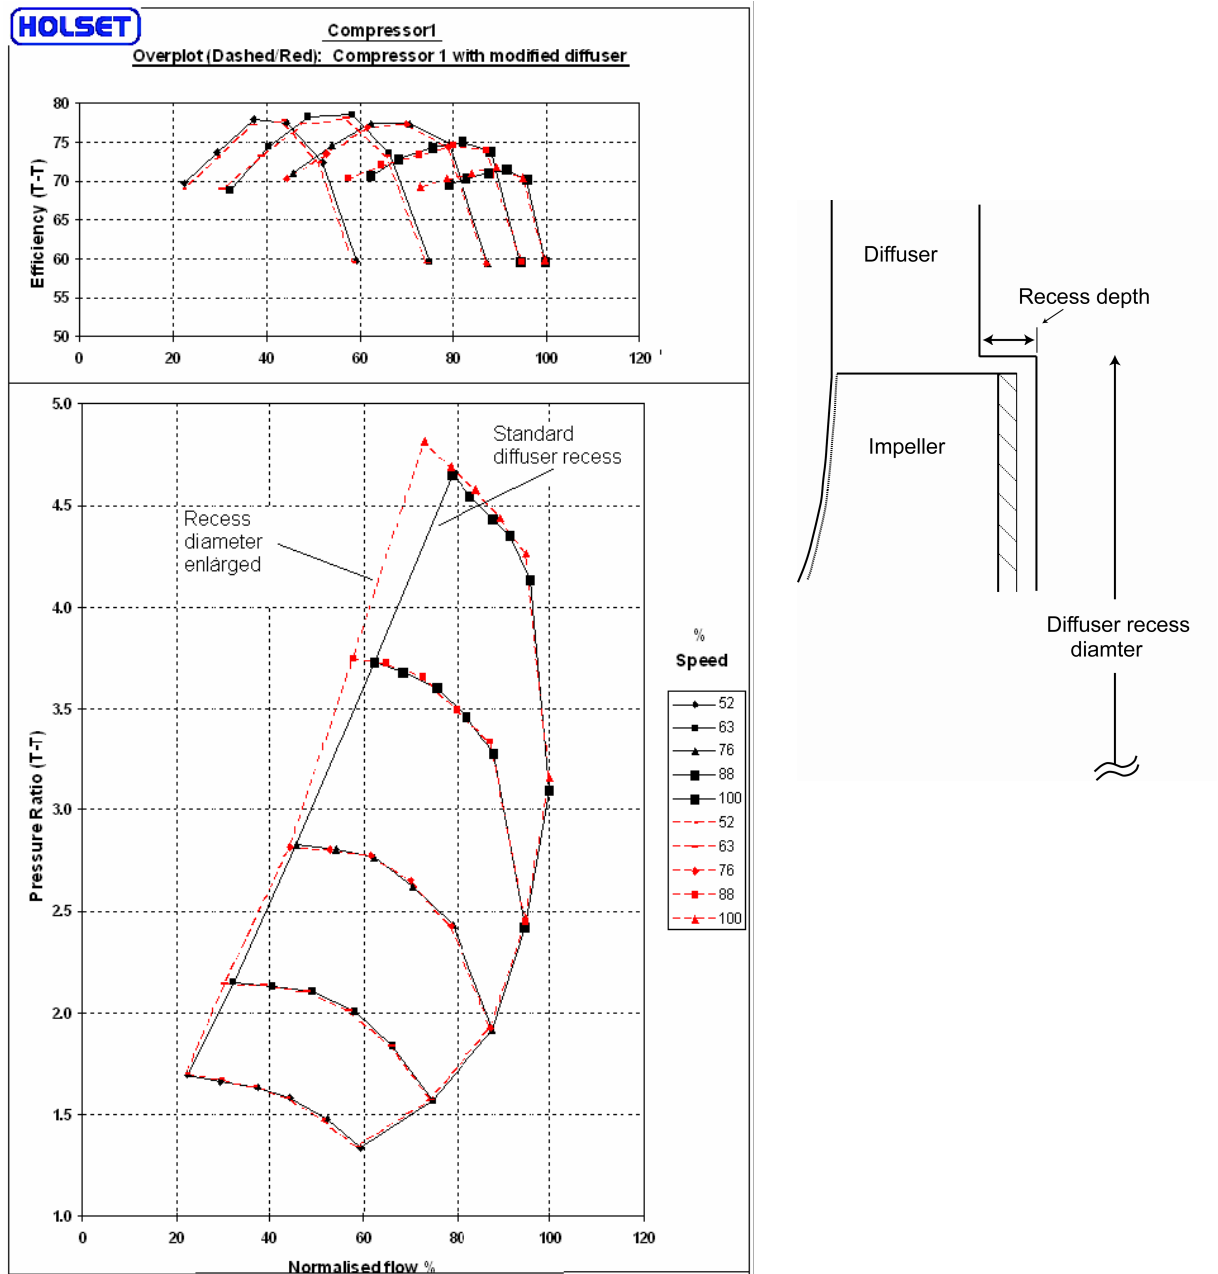 HOLSET
Compressor1
Overplot (Dashed/Red): Compressor 1 with modified diffuser
Efficiency (T-T)
80
75
70
65
60
55
50
0 20 40 60 80 100 120 '
Pressure Ratio (T-T)
5.0
4.5
4.0
3.5
3.0
2.5
2.0
1.5
1.0
0 20 40 60 80 100 120
Normalised flow %
Standard
diffuser recess
Recess
diameter
enlarged
%
Speed
52
63
76
88
100
52
63
76
88
100
Diffuser
Recess depth
Impeller
Diffuser recess
diamter